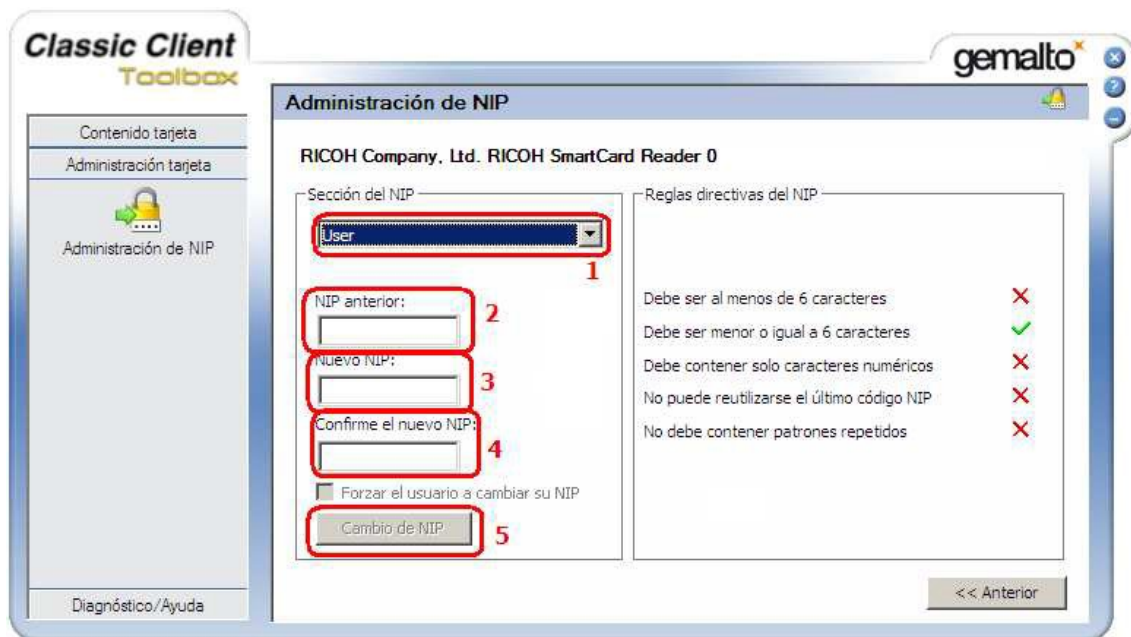 Classic Client
Toolbox
gemalto
Contenido tarjeta
Administración tarjeta
Administración de NIP
Diagnóstico/Ayuda
Administración de NIP
RICOH Company, Ltd. RICOH SmartCard Reader 0
Sección del NIP
User
1
NIP anterior:
2
Nuevo NIP:
3
Confirme el nuevo NIP:
4
Forzar el usuario a cambiar su NIP
Cambio de NIP
5
Reglas directivas del NIP
Debe ser al menos de 6 caracteres
Debe ser menor o igual a 6 caracteres
Debe contener solo caracteres numéricos
No puede reutilizarse el último código NIP
No debe contener patrones repetidos
<< Anterior